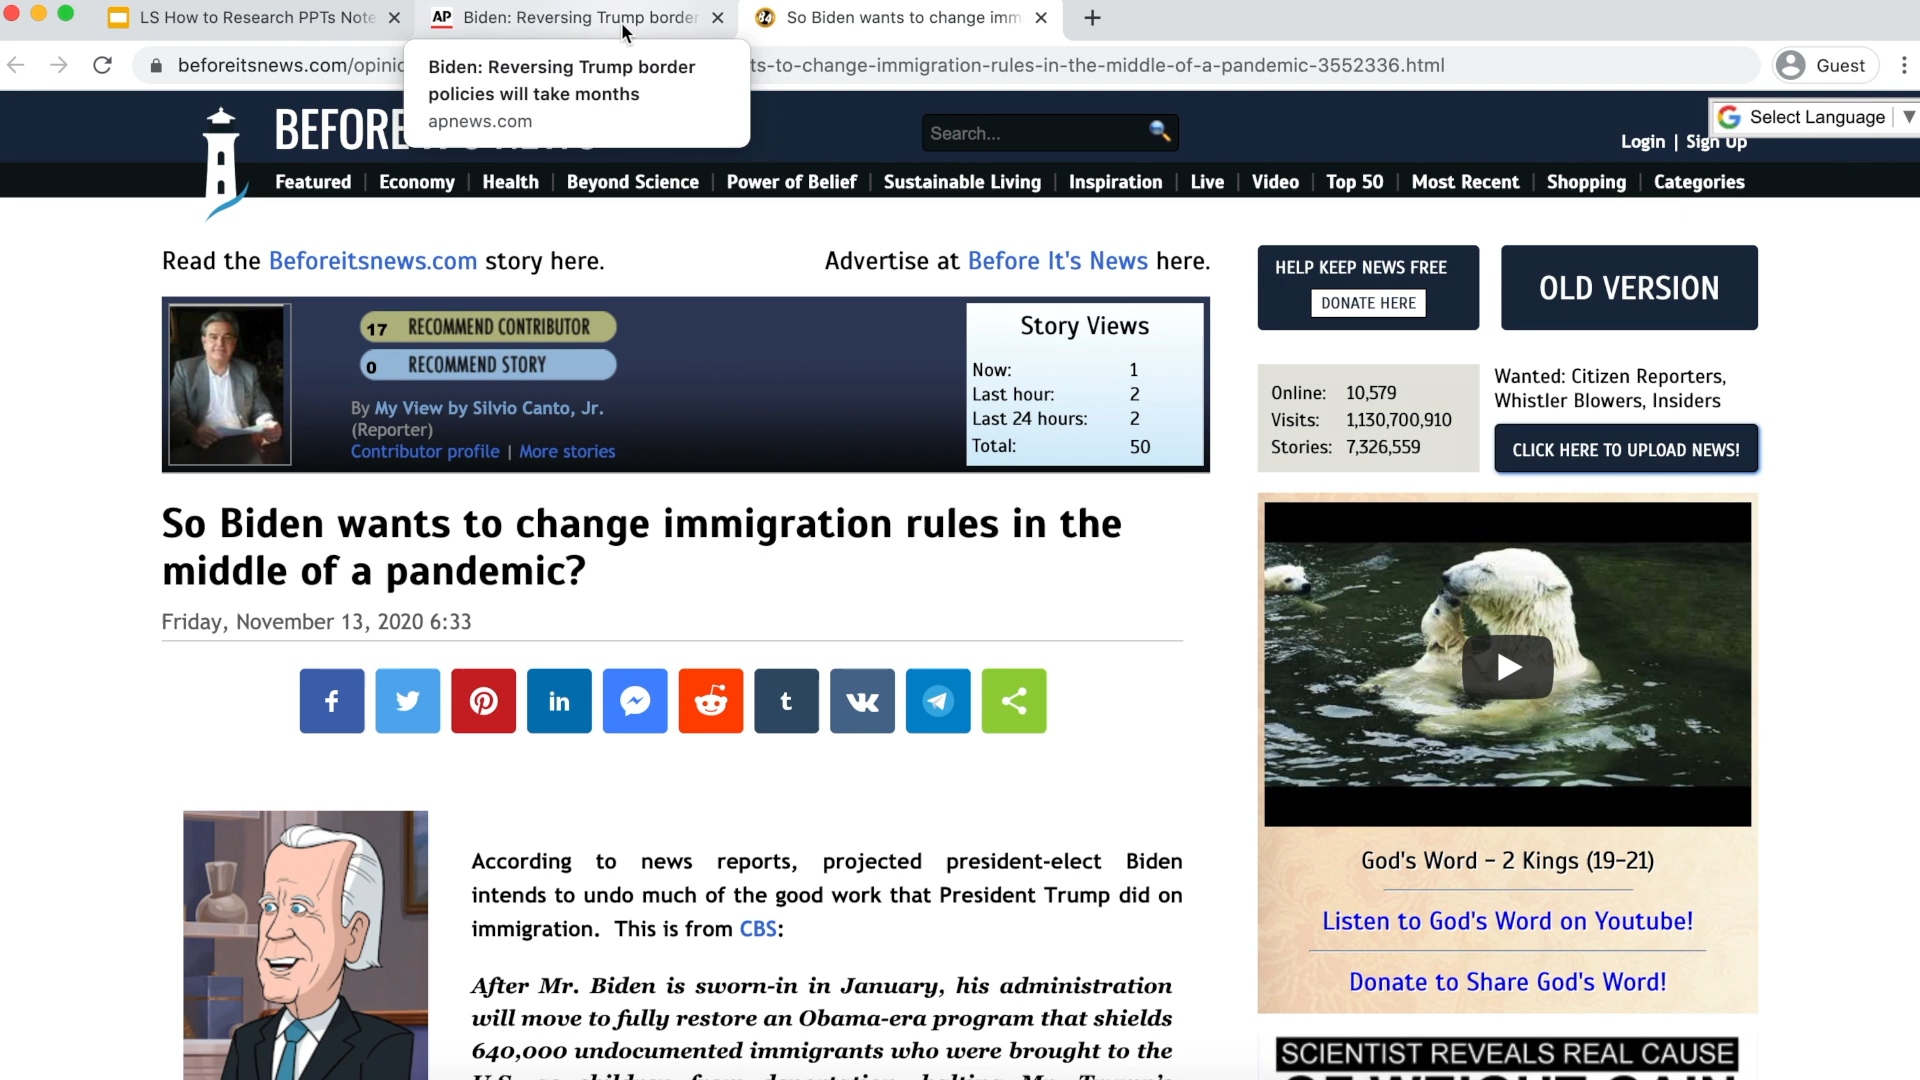 LS How to Research PPTs Note
AP Biden: Reversing Trump border
So Biden wants to change imm
beforeitsnews.com/opinic
ts-to-change-immigration-rules-in-the-middle-of-a-pandemic-3552336.html
Guest
Biden: Reversing Trump border
policies will take months
apnews.com
BEFORE
Search...
Select Language
Login | Sign Up
Featured | Economy | Health | Beyond Science | Power of Belief | Sustainable Living | Inspiration | Live | Video | Top 50 | Most Recent | Shopping | Categories
Read the Beforeitsnews.com story here.
Advertise at Before It's News here.
17 RECOMMEND CONTRIBUTOR
0 RECOMMEND STORY
By My View by Silvio Canto, Jr.
(Reporter)
Contributor profile | More stories
Story Views
Now: 1
Last hour: 2
Last 24 hours: 2
Total: 50
HELP KEEP NEWS FREE
DONATE HERE
OLD VERSION
Online: 10,579
Visits: 1,130,700,910
Stories: 7,326,559
Wanted: Citizen Reporters,
Whistler Blowers, Insiders
CLICK HERE TO UPLOAD NEWS!
So Biden wants to change immigration rules in the
middle of a pandemic?
Friday, November 13, 2020 6:33
According to news reports, projected president-elect Biden
intends to undo much of the good work that President Trump did on
immigration. This is from CBS:
After Mr. Biden is sworn-in in January, his administration
will move to fully restore an Obama-era program that shields
640,000 undocumented immigrants who were brought to the
God's Word – 2 Kings (19-21)
Listen to God's Word on Youtube!
Donate to Share God's Word!
SCIENTIST REVEALS REAL CAUSE